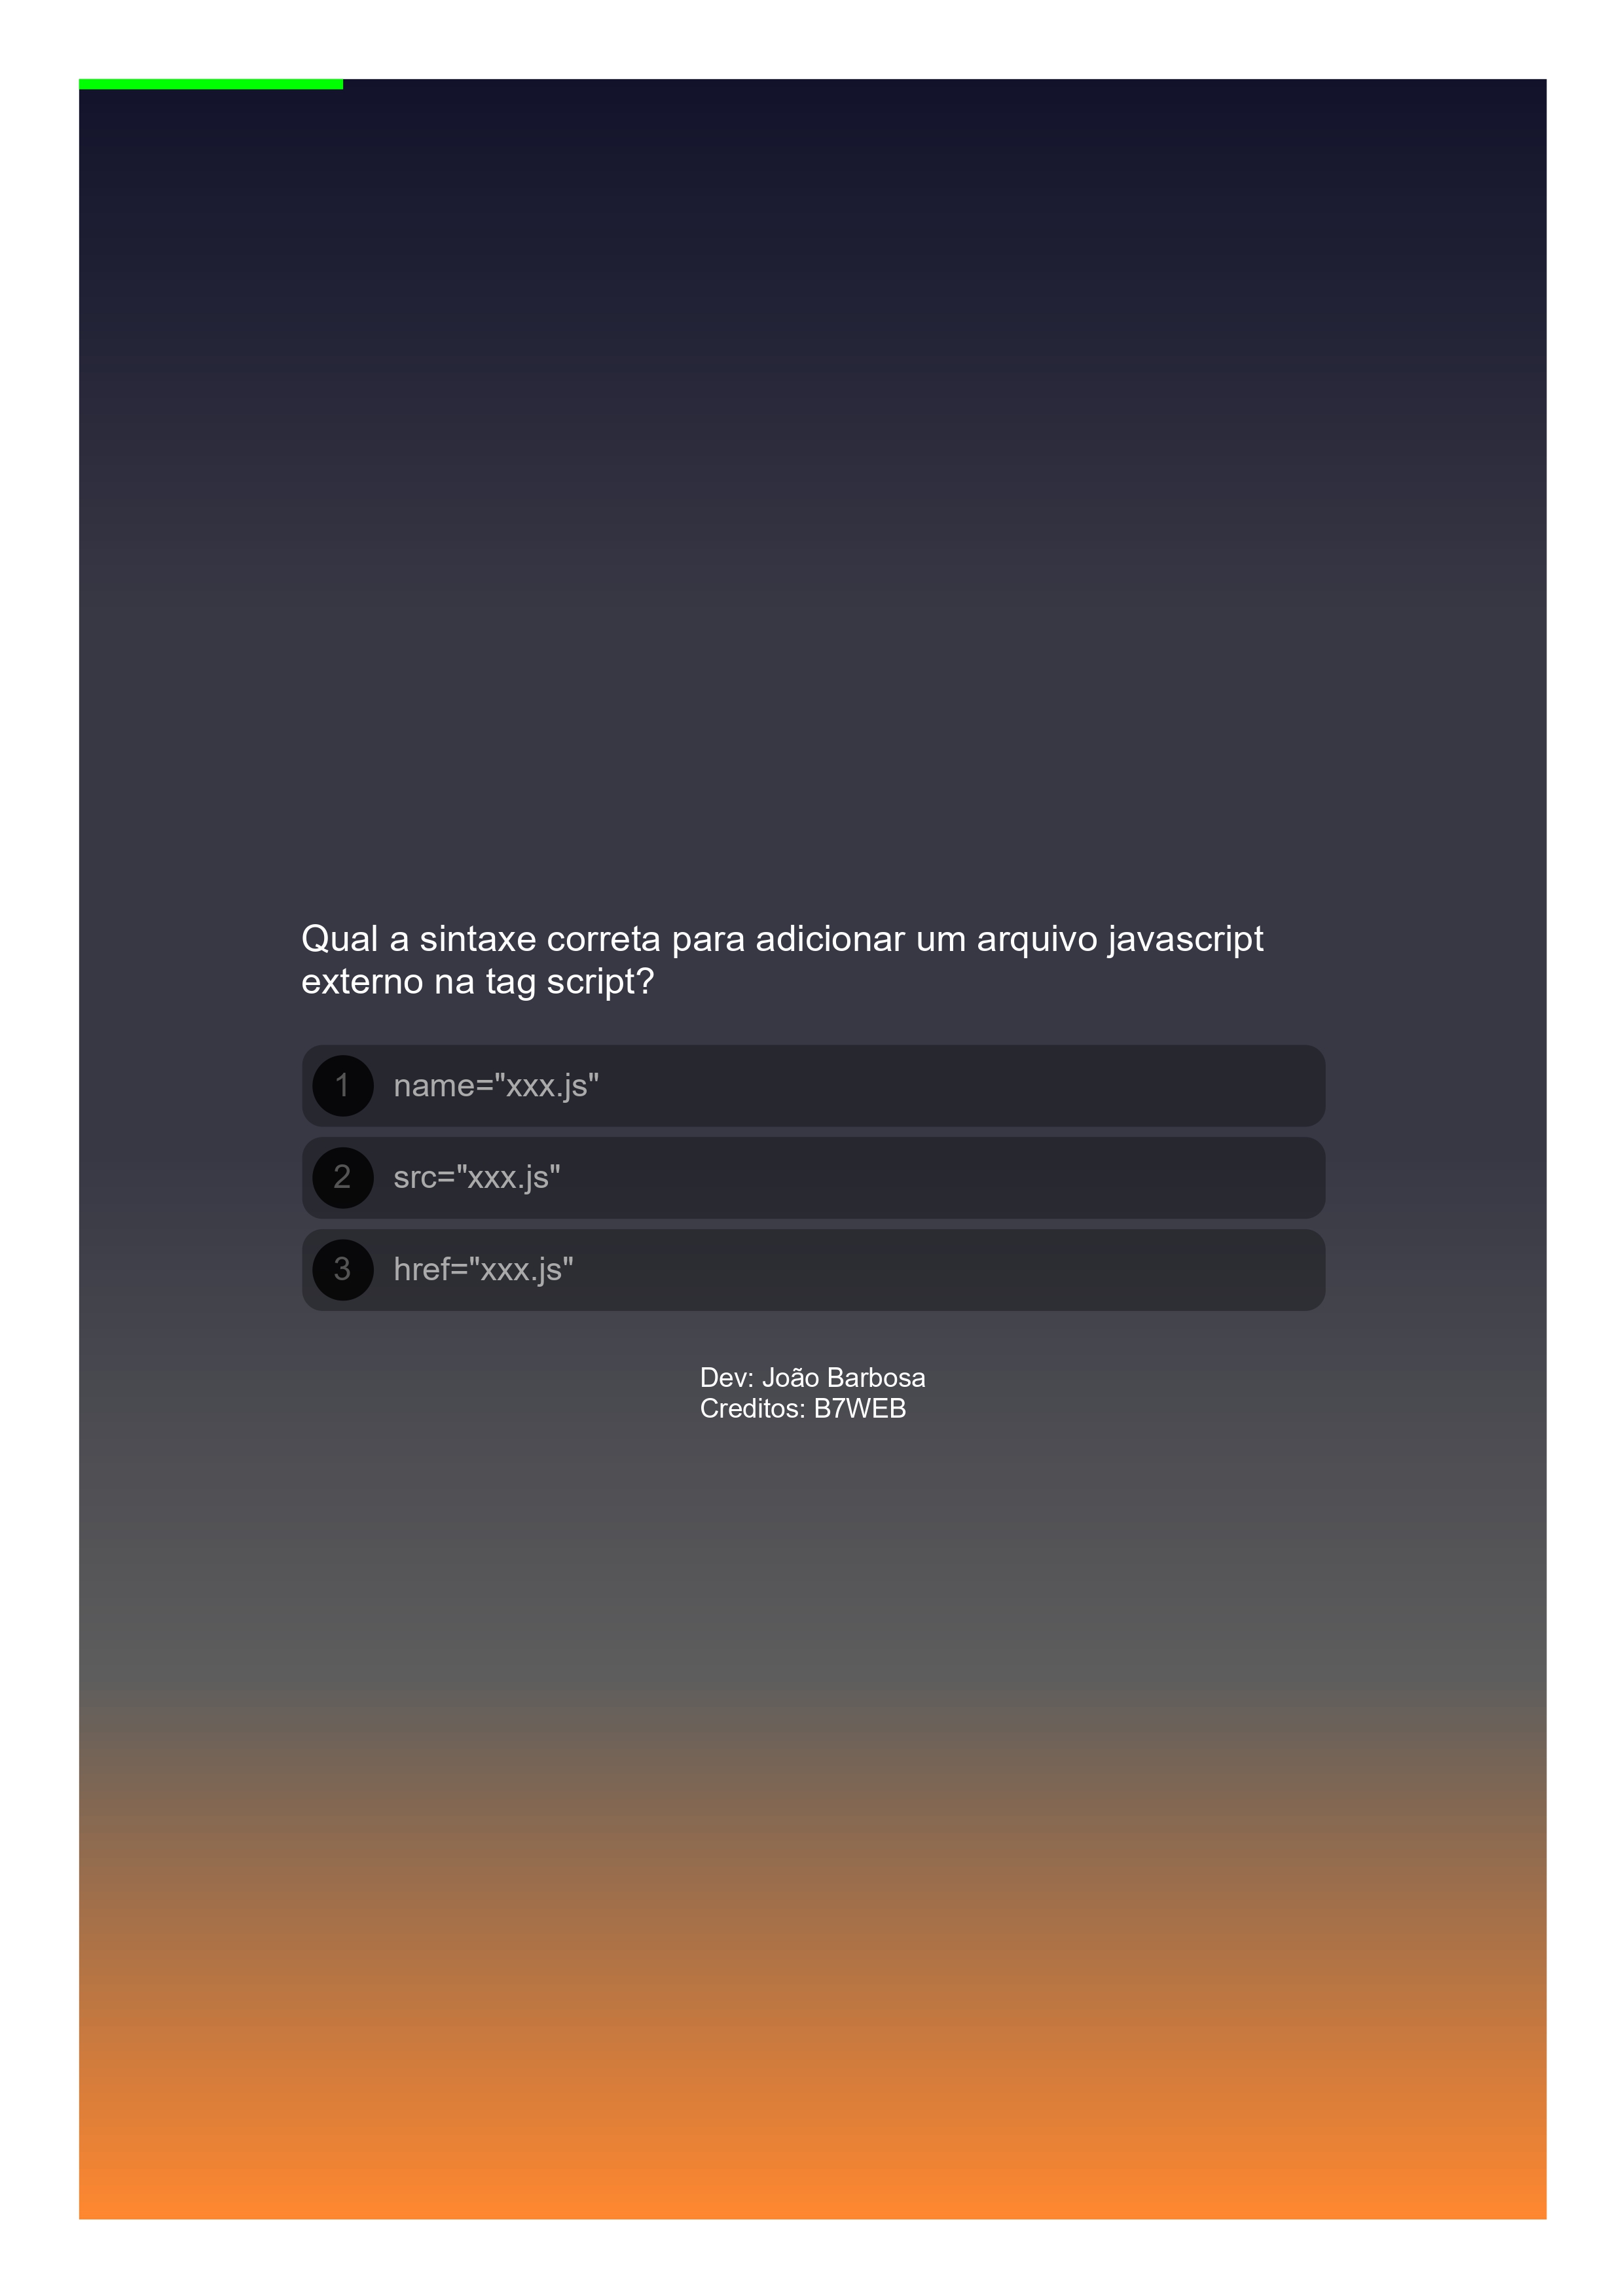 Qual a sintaxe correta para adicionar um arquivo javascript
externo na tag script?
1 name="xxx.js"
2 src="xxx.js"
3 href="xxx.js"
Dev: João Barbosa
Creditos: B7WEB